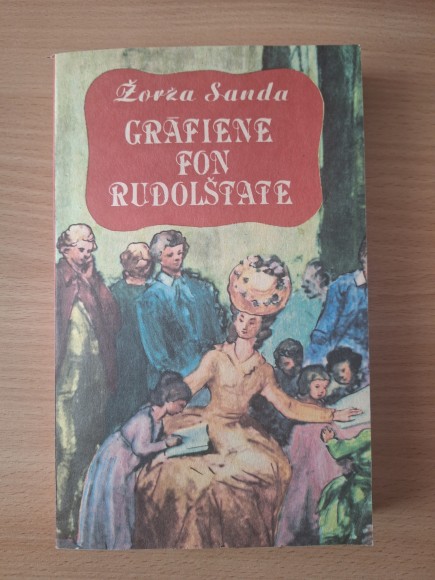 Žorža Sanda
GRĀFIENE
FON
RUDOLŠTATE